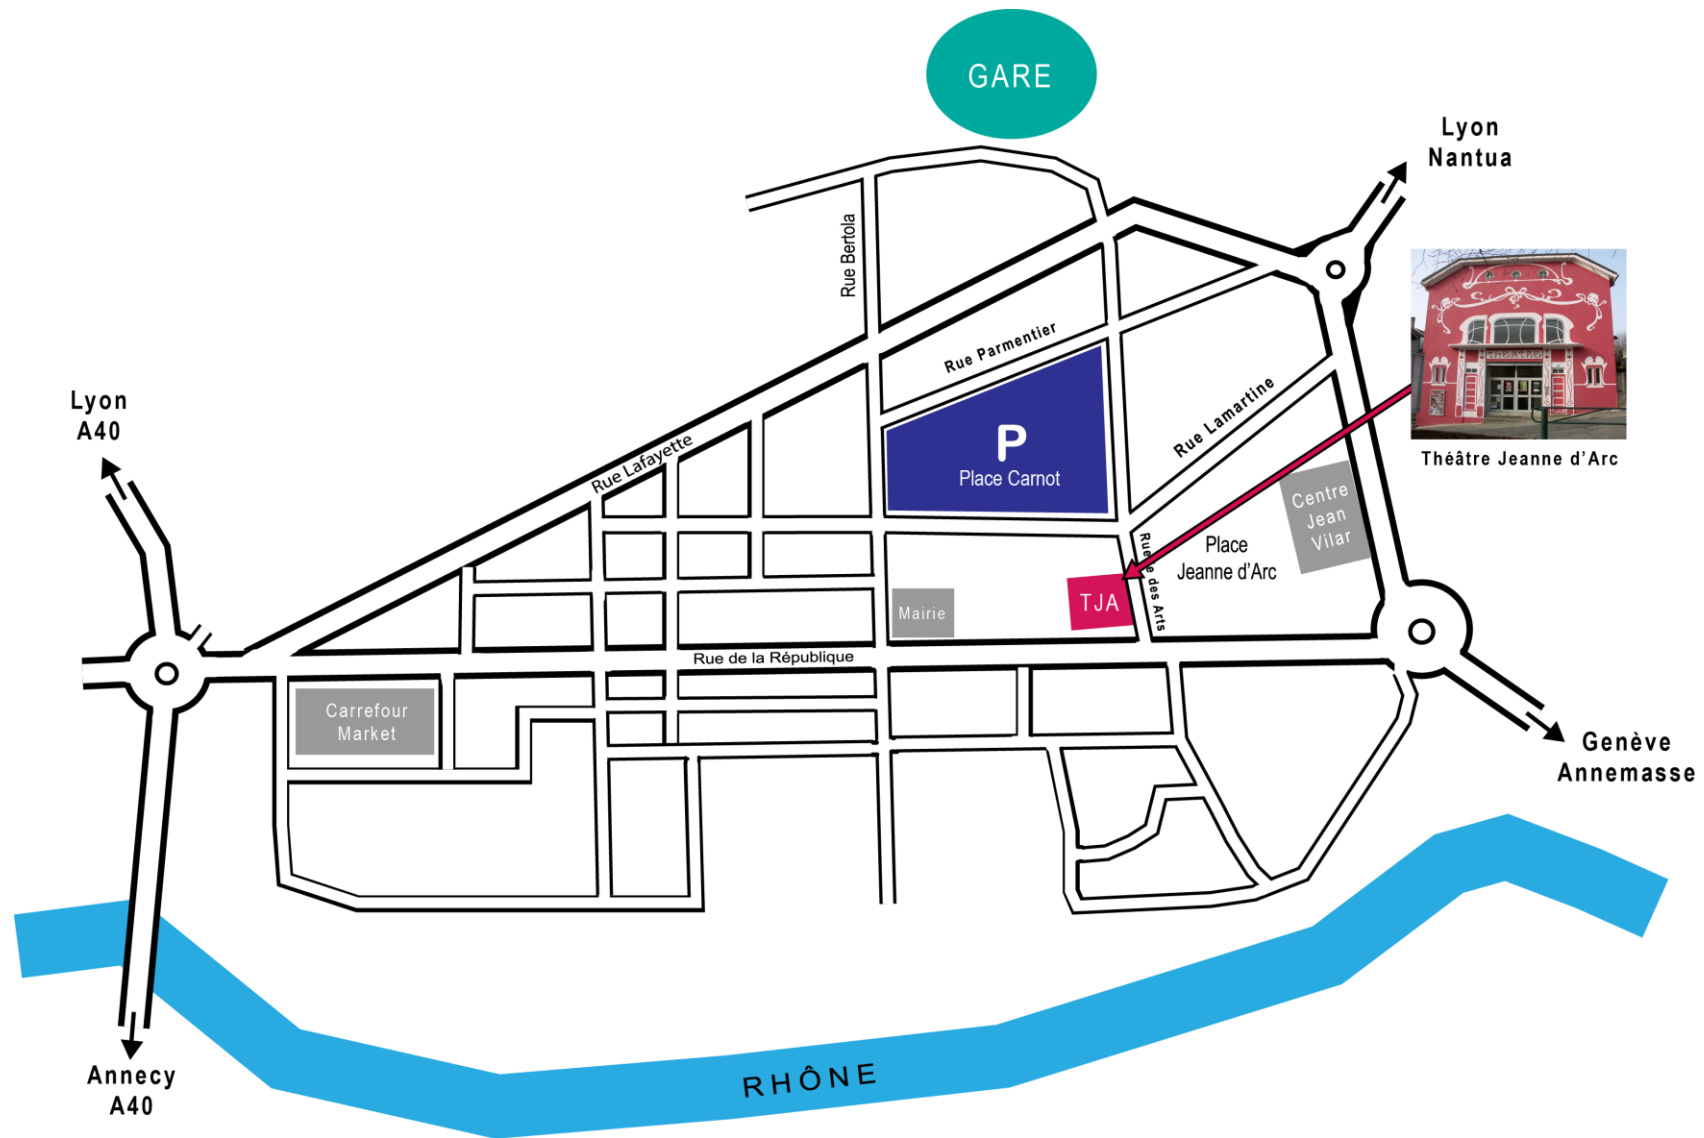 GARE
Lyon
Nantua
Rue Bertola
Rue Parmentier
THEATRE
Lyon
A40
Rue Lamartine
Rue Lafayette
P
Place Carnot
Théâtre Jeanne d'Arc
Centre
Jean
Vilar
Place
Jeanne d'Arc
Rue des Arts
Mairie
TJA
Rue de la République
Carrefour
Market
Genève
Annemasse
RHÔNE
Annecy
A40